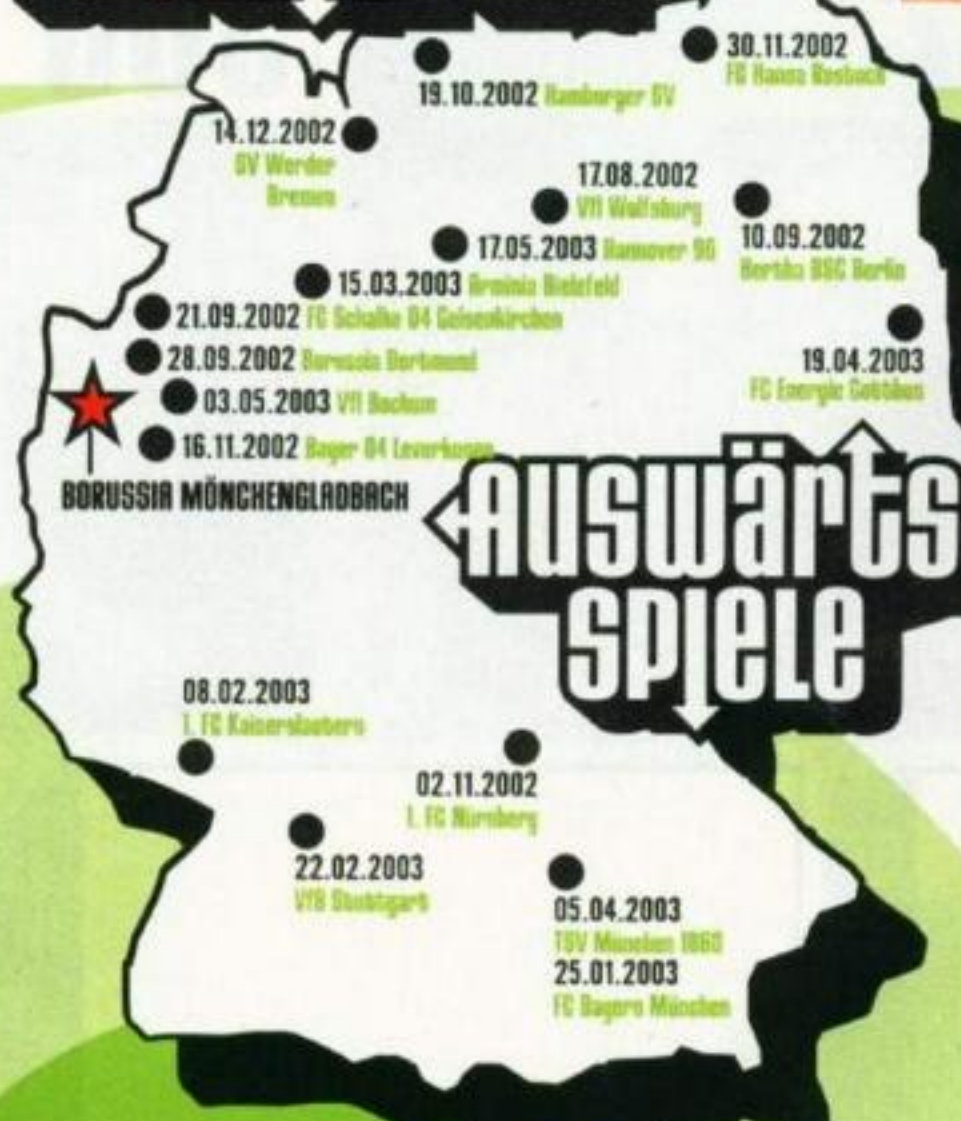 30.11.2002
FC Hansa Rostock
19.10.2002 Hamburger SV
14.12.2002
SV Werder
Bremen
17.08.2002
Vfl Wolfsburg
10.09.2002
Hertha BSC Berlin
17.05.2003 Hannover 96
15.03.2003 Arminia Bielefeld
21.09.2002 FC Schalke 04 Gelsenkirchen
28.09.2002 Borussia Dortmund
19.04.2003
FC Energie Cottbus
03.05.2003 Vfl Bochum
16.11.2002 Bayer 04 Leverkusen
BORUSSIA MÖNCHENGLADBACH
AUSWÄRTS
SPIELE
08.02.2003
1. FC Kaiserslautern
02.11.2002
1. FC Nürnberg
22.02.2003
VfB Stuttgart
05.04.2003
TSV München 1860
25.01.2003
FC Bayern München